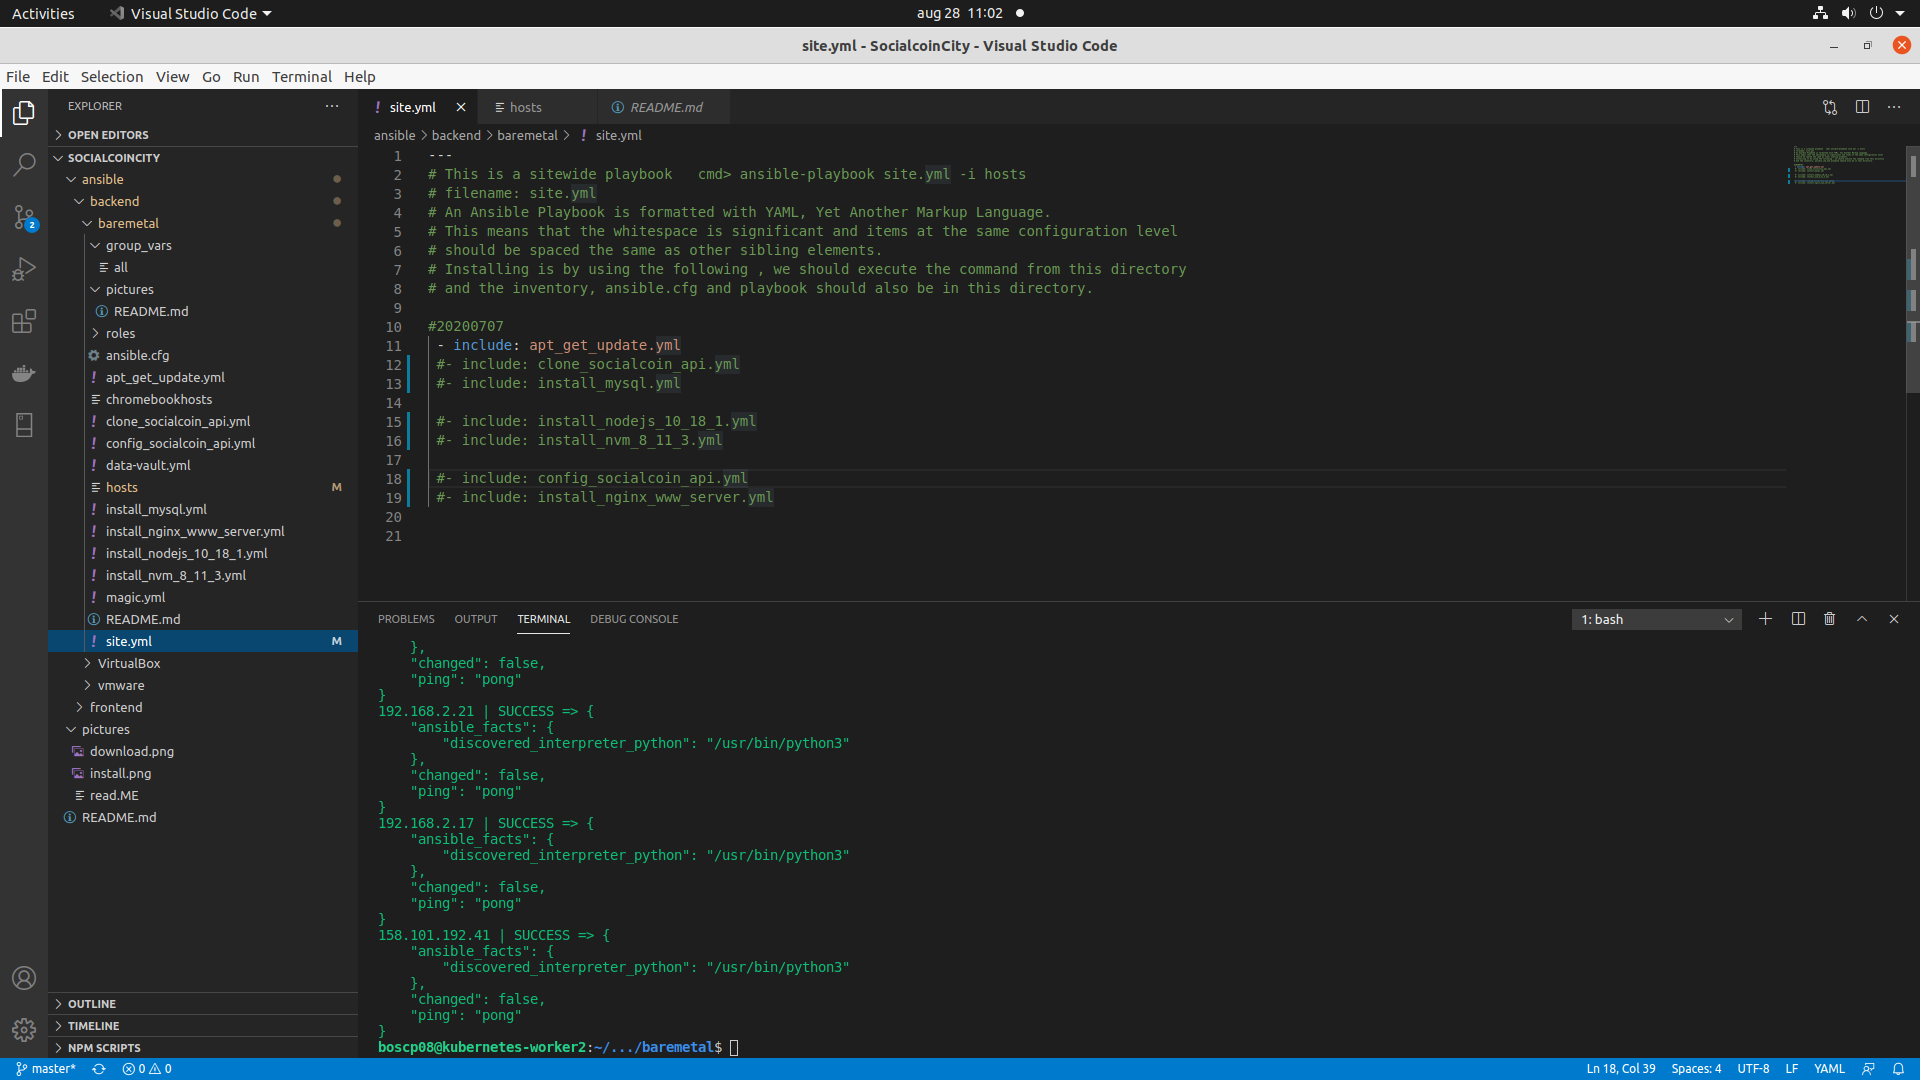 Activities Visual Studio Code aug 28 11:02
site.yml - SocialcoinCity - Visual Studio Code
File Edit Selection View Go Run Terminal Help
EXPLORER
OPEN EDITORS
SOCIALCOINCITY
ansible
backend
baremetal
group_vars
all
pictures
README.md
roles
ansible.cfg
apt_get_update.yml
chromebookhosts
clone_socialcoin_api.yml
config_socialcoin_api.yml
data-vault.yml
hosts M
install_mysql.yml
install_nginx_www_server.yml
install_nodejs_10_18_1.yml
install_nvm_8_11_3.yml
magic.yml
README.md
site.yml M
VirtualBox
vmware
frontend
pictures
download.png
install.png
read.ME
README.md
OUTLINE
TIMELINE
NPM SCRIPTS
2
site.yml hosts README.md
ansible > backend > baremetal > ! site.yml
1 ---
2 # This is a sitewide playbook   cmd> ansible-playbook site.yml -i hosts
3 # filename: site.yml
4 # An Ansible Playbook is formatted with YAML, Yet Another Markup Language.
5 # This means that the whitespace is significant and items at the same configuration level
6 # should be spaced the same as other sibling elements.
7 # Installing is by using the following , we should execute the command from this directory
8 # and the inventory, ansible.cfg and playbook should also be in this directory.
9
10 #20200707
11 - include: apt_get_update.yml
12 #- include: clone_socialcoin_api.yml
13 #- include: install_mysql.yml
14
15 #- include: install_nodejs_10_18_1.yml
16 #- include: install_nvm_8_11_3.yml
17
18 #- include: config_socialcoin_api.yml
19 #- include: install_nginx_www_server.yml
20
21
PROBLEMS OUTPUT TERMINAL DEBUG CONSOLE 1: bash
},
"changed": false,
"ping": "pong"
}
192.168.2.21 | SUCCESS => {
"ansible_facts": {
"discovered_interpreter_python": "/usr/bin/python3"
},
"changed": false,
"ping": "pong"
}
192.168.2.17 | SUCCESS => {
"ansible_facts": {
"discovered_interpreter_python": "/usr/bin/python3"
},
"changed": false,
"ping": "pong"
}
158.101.192.41 | SUCCESS => {
"ansible_facts": {
"discovered_interpreter_python": "/usr/bin/python3"
},
"changed": false,
"ping": "pong"
}
boscp08@kubernetes-worker2:~/.../baremetal$
master* 0 0 Ln 18, Col 39 Spaces: 4 UTF-8 LF YAML